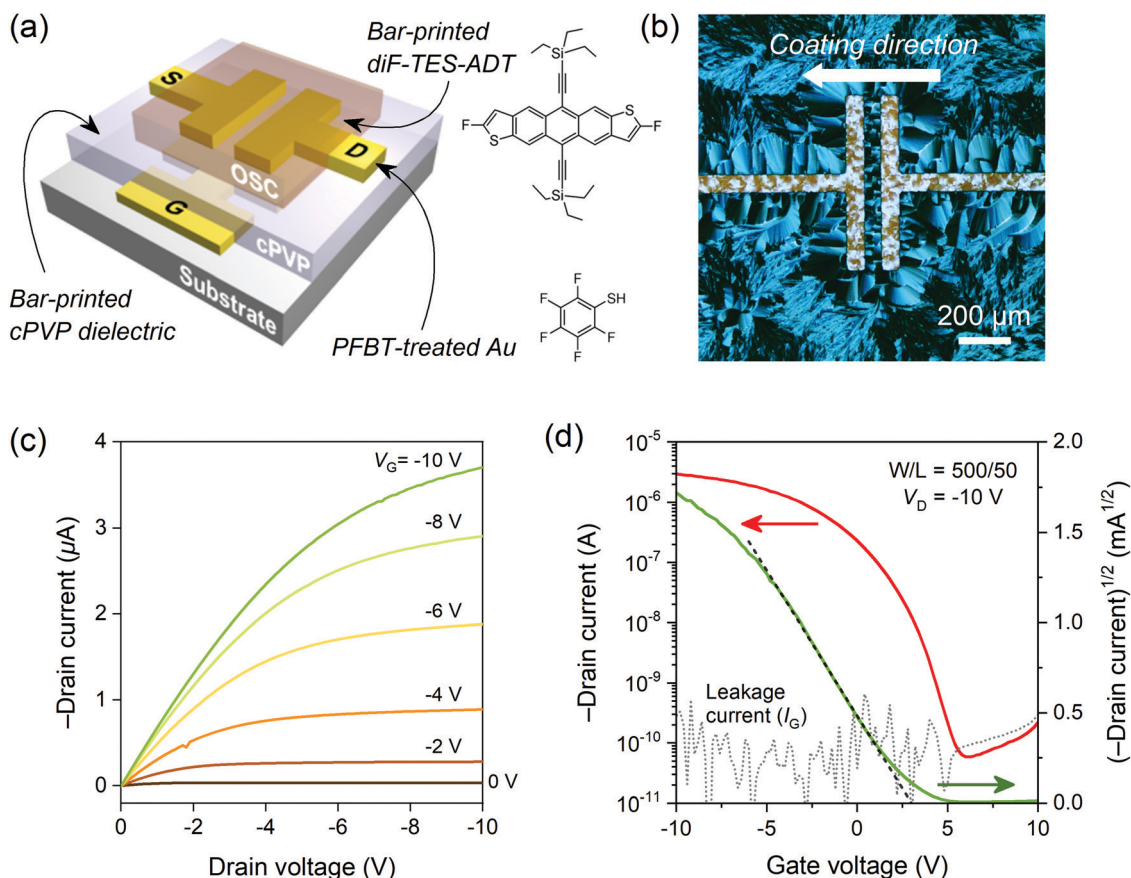 (a)
Bar-printed
diF-TES-ADT
S
D
OSC
G
cPVP
Substrate
Bar-printed
cPVP dielectric
PFBT-treated Au
Si
S
F
F
S
Si
F
SH
F
F
F
F
(b)
Coating direction
200 µm
(c)
4
3
2
1
0
V_G= -10 V
-8 V
-6 V
-4 V
-2 V
0 V
0
-2
-4
-6
-8
-10
–Drain current (µA)
Drain voltage (V)
(d)
10^-5
10^-6
10^-7
10^-8
10^-9
10^-10
10^-11
–Drain current (A)
W/L = 500/50
V_D = -10 V
Leakage
current (I_G)
2.0
1.5
1.0
0.5
0.0
(–Drain current)^1/2 (mA^1/2)
-10
-5
0
5
10
Gate voltage (V)